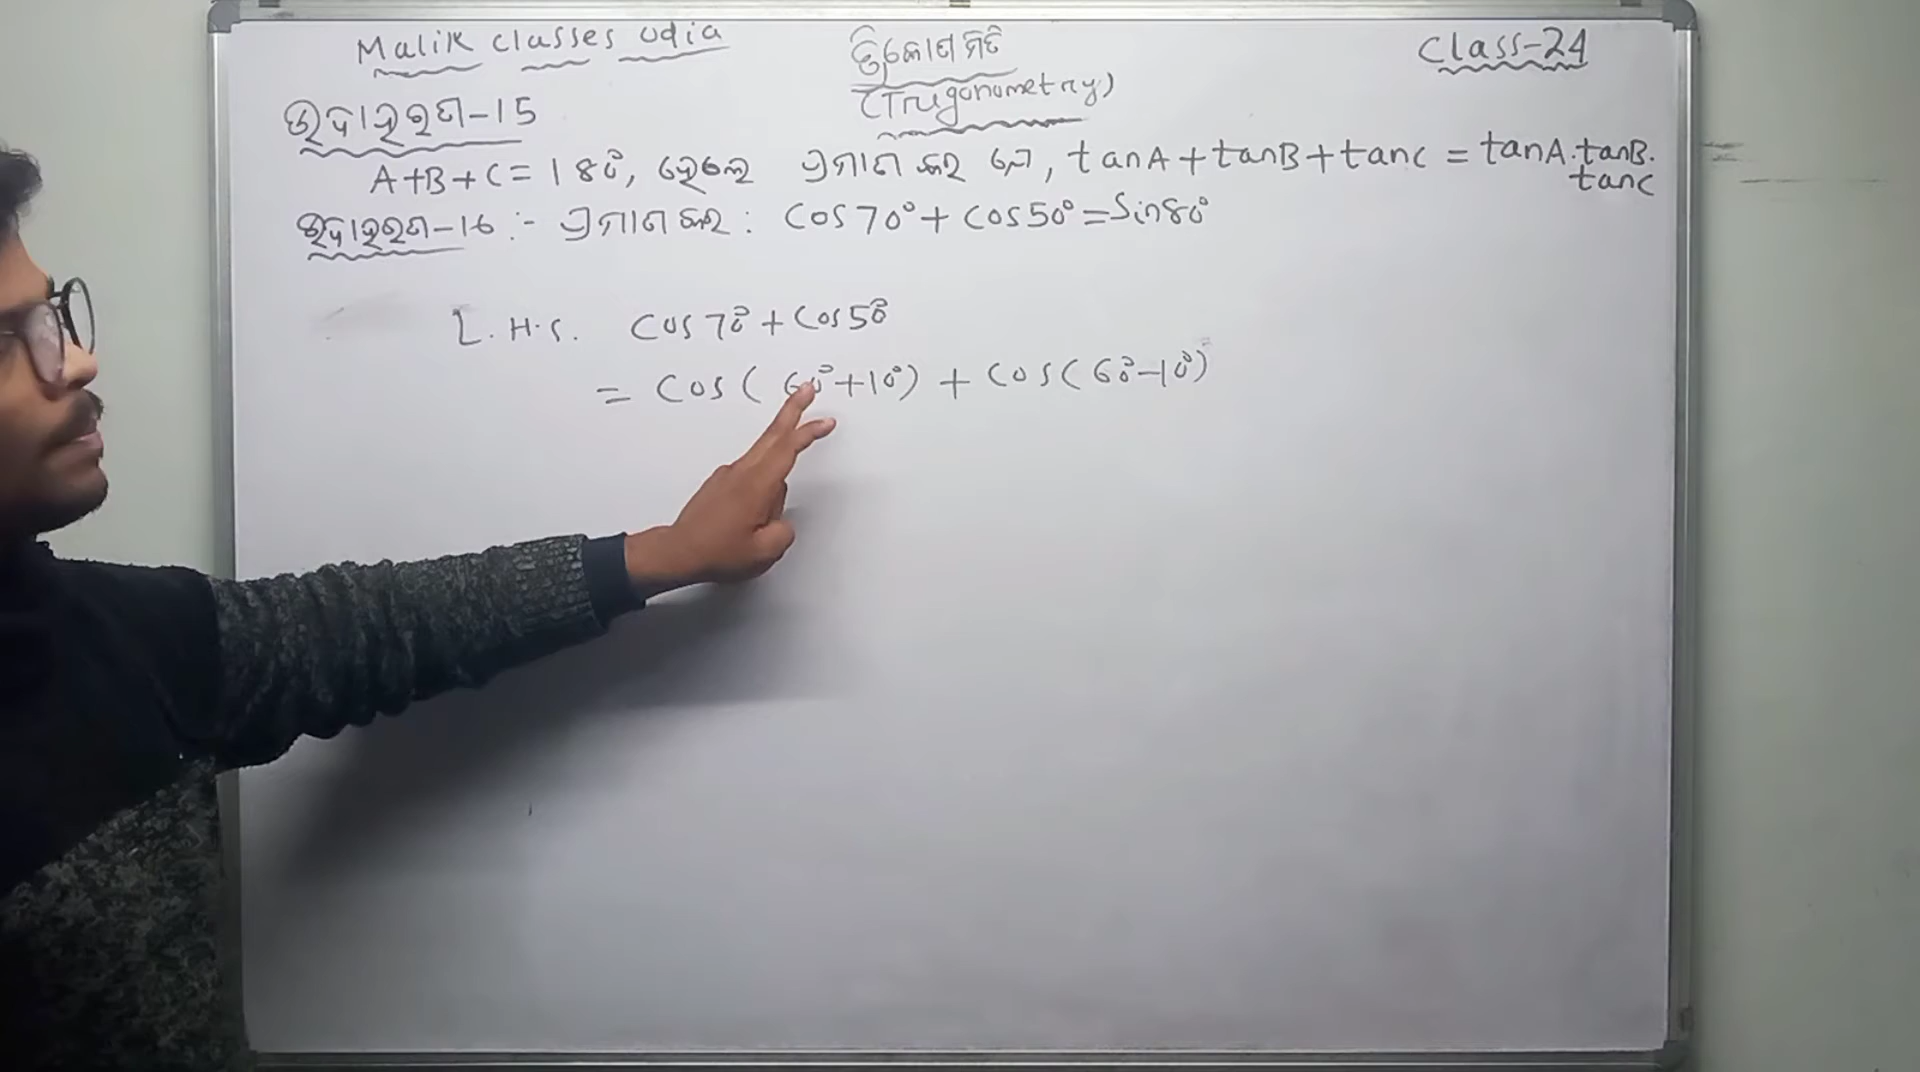 Malik classes odia
ତ୍ରିକୋଣମିତି
(Trigonometry)
Class-24
ଉଦାହରଣ-15
A+B+C = 180°, ହେଲେ ପ୍ରମାଣ କର ଯେ, tanA + tanB + tanC = tanA.tanB.
tanC
ଉଦାହରଣ-16 :- ପ୍ରମାଣ କର : Cos70° + Cos50° = Sin80°
L.H.S. Cos70° + Cos50°
= Cos( 60°+10°) + Cos(60°-10°)